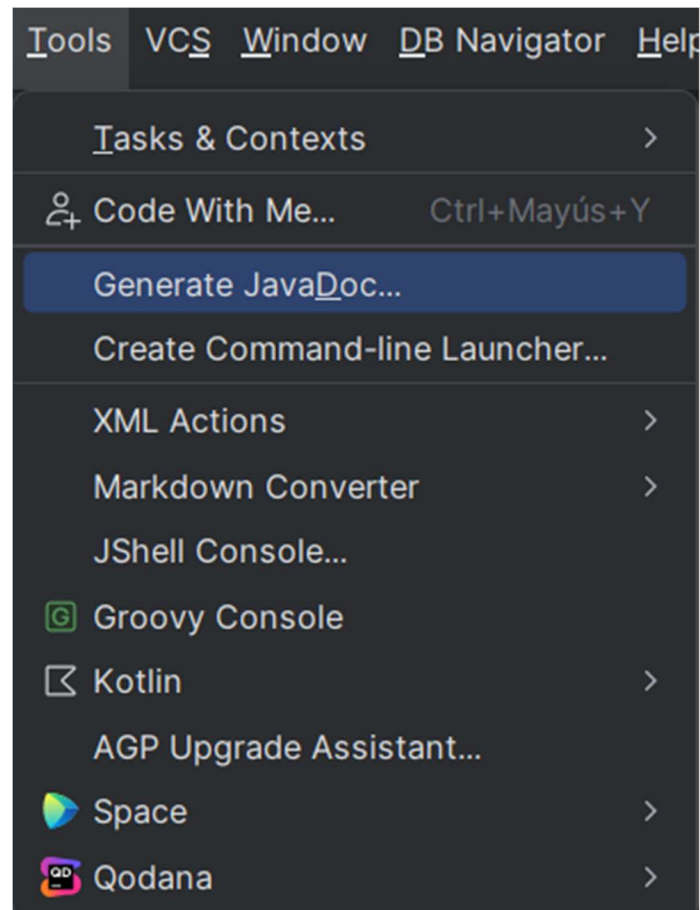 Tools VCS Window DB Navigator Help
Tasks & Contexts
Code With Me... Ctrl+Mayús+Y
Generate JavaDoc...
Create Command-line Launcher...
XML Actions
Markdown Converter
JShell Console...
G Groovy Console
Kotlin
AGP Upgrade Assistant...
Space
QD Qodana